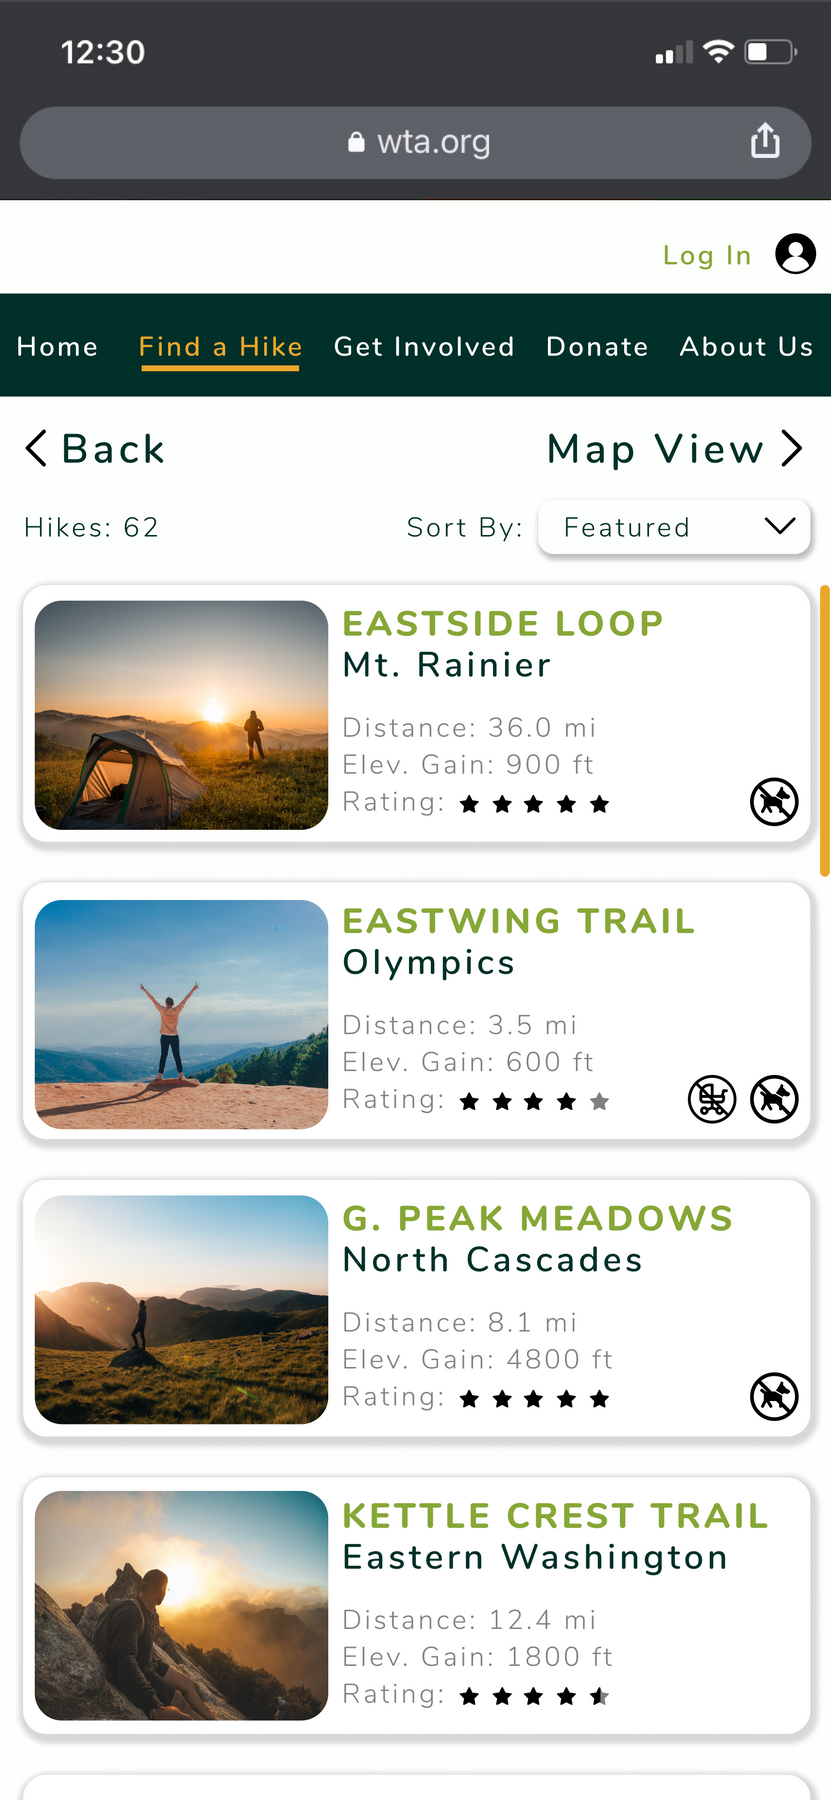 12:30
wta.org
Log In
Home Find a Hike Get Involved Donate About Us
Back Map View
Hikes: 62 Sort By: Featured
EASTSIDE LOOP
Mt. Rainier
Distance: 36.0 mi
Elev. Gain: 900 ft
Rating:
EASTWING TRAIL
Olympics
Distance: 3.5 mi
Elev. Gain: 600 ft
Rating:
G. PEAK MEADOWS
North Cascades
Distance: 8.1 mi
Elev. Gain: 4800 ft
Rating:
KETTLE CREST TRAIL
Eastern Washington
Distance: 12.4 mi
Elev. Gain: 1800 ft
Rating: